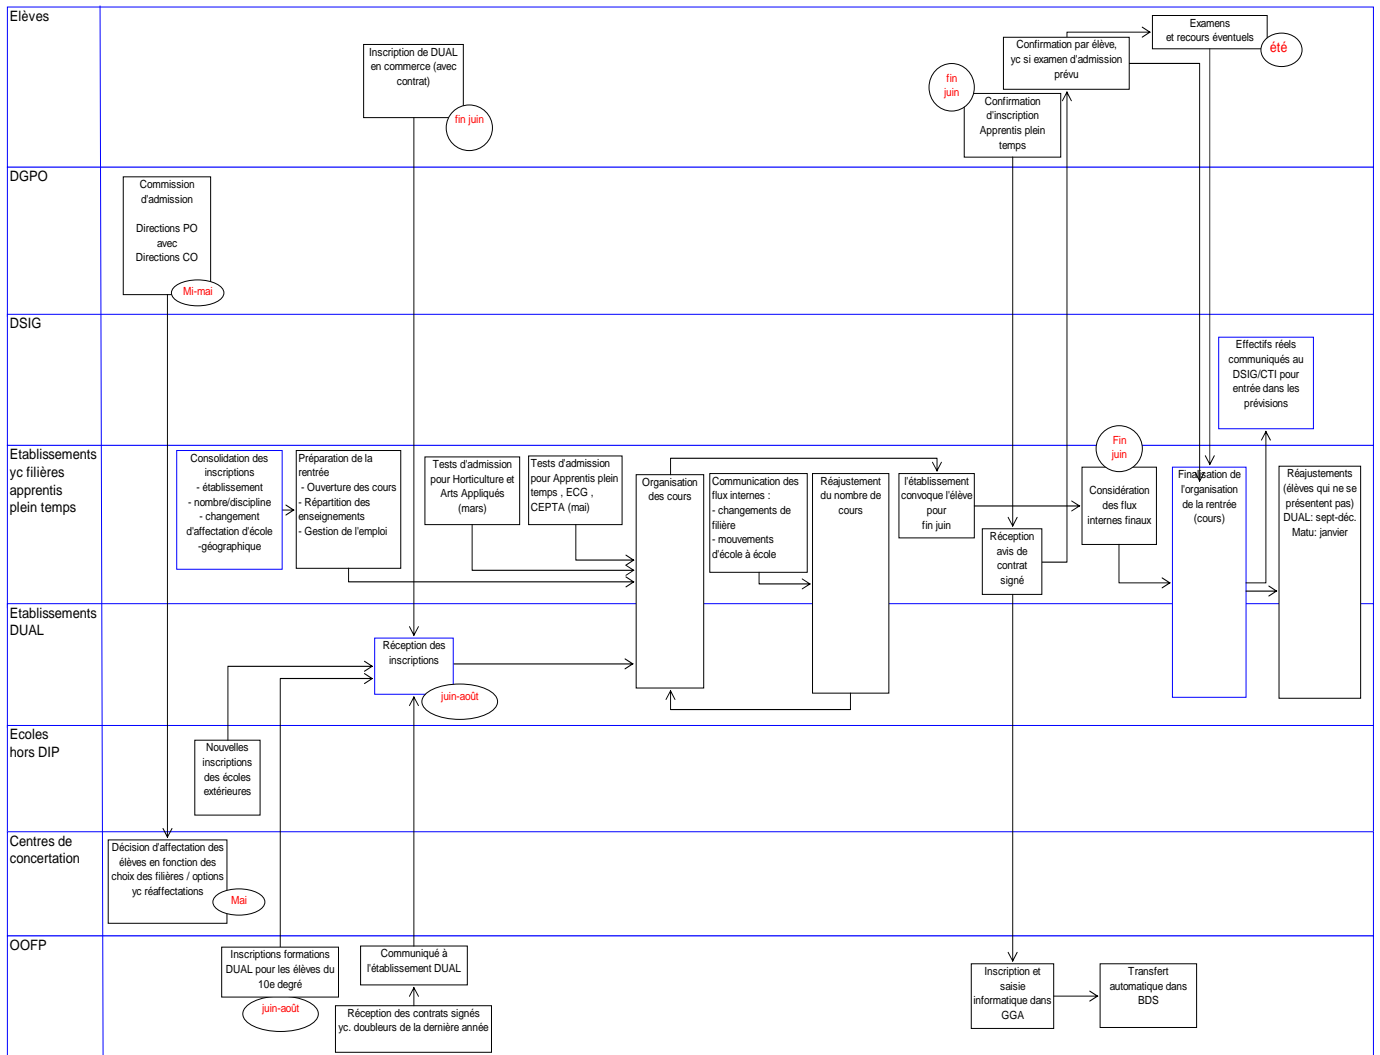 Elèves
Inscription de DUAL
en commerce (avec
contrat)
fin juin
fin
juin
Confirmation
d'inscription
Apprentis plein
temps
Confirmation par élève,
yc si examen d'admission
prévu
Examens
et recours éventuels
été
DGPO
Commission
d'admission
Directions PO
avec
Directions CO
Mi-mai
DSIG
Effectifs réels
communiqués au
DSIG/CTI pour
entrée dans les
prévisions
Etablissements
yc filières
apprentis
plein temps
Consolidation des
inscriptions
- établissement
- nombre/discipline
- changement
d'affectation d'école
-géographique
Préparation de la
rentrée
- Ouverture des cours
- Répartition des
enseignements
- Gestion de l'emploi
Tests d'admission
pour Horticulture et
Arts Appliqués
(mars)
Tests d'admission
pour Apprentis plein
temps , ECG ,
CEPTA (mai)
Organisation
des cours
Communication des
flux internes :
- changements de
filière
- mouvements
d'école à école
Réajustement
du nombre de
cours
l'établissement
convoque l'élève
pour
fin juin
Réception
avis de
contrat
signé
Fin
juin
Considération
des flux
internes finaux
Finalisation de
l'organisation
de la rentrée
(cours)
Réajustements
(élèves qui ne se
présentent pas)
DUAL: sept-déc.
Matu: janvier
Etablissements
DUAL
Réception des
inscriptions
juin-août
Ecoles
hors DIP
Nouvelles
inscriptions
des écoles
extérieures
Centres de
concertation
Décision d'affectation des
élèves en fonction des
choix des filières / options
yc réaffectations
Mai
OOFP
Inscriptions formations
DUAL pour les élèves du
10e degré
juin-août
Communiqué à
l'établissement DUAL
Réception des contrats signés
yc. doubleurs de la dernière année
Inscription et
saisie
informatique dans
GGA
Transfert
automatique dans
BDS